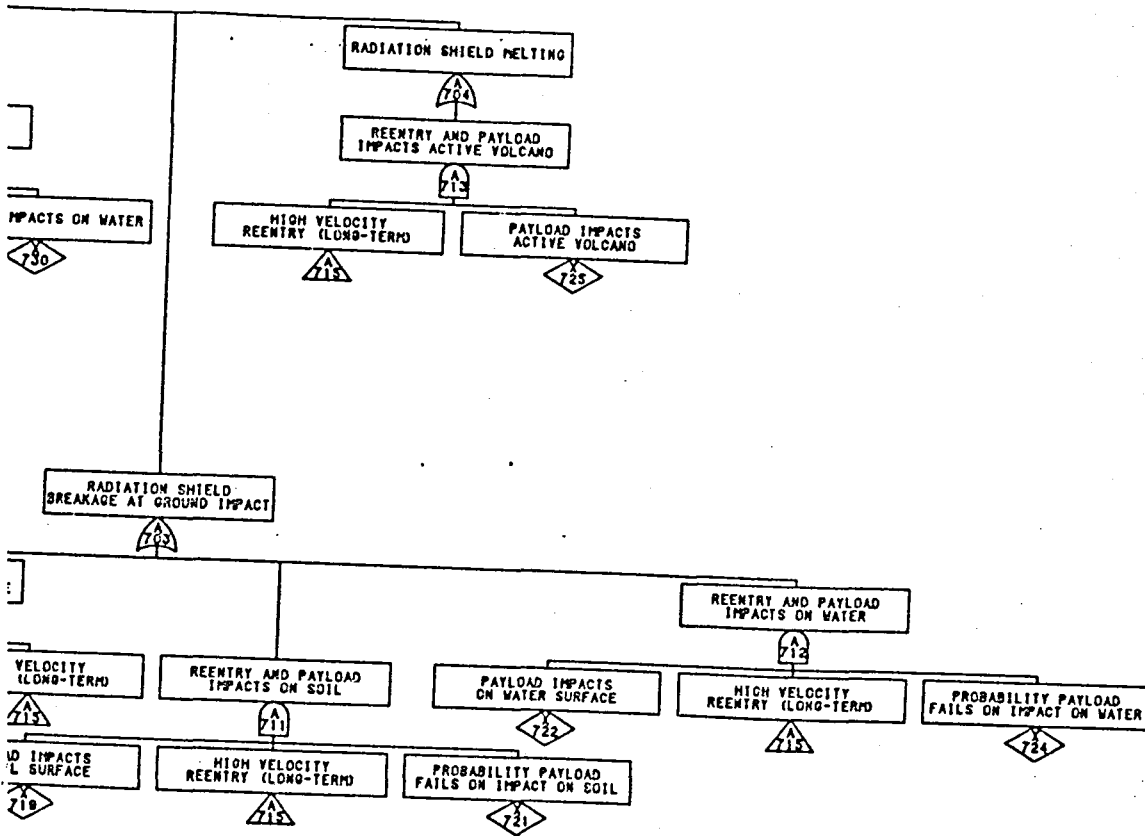 RADIATION SHIELD MELTING
A
704
REENTRY AND PAYLOAD
IMPACTS ACTIVE VOLCANO
A
713
MPACTS ON WATER
X
730
HIGH VELOCITY
REENTRY (LONG-TERM)
A
715
PAYLOAD IMPACTS
ACTIVE VOLCANO
X
725
RADIATION SHIELD
BREAKAGE AT GROUND IMPACT
A
703
E
REENTRY AND PAYLOAD
IMPACTS ON WATER
A
712
VELOCITY
(LONG-TERM)
A
715
REENTRY AND PAYLOAD
IMPACTS ON SOIL
A
711
PAYLOAD IMPACTS
ON WATER SURFACE
X
722
HIGH VELOCITY
REENTRY (LONG-TERM)
A
715
PROBABILITY PAYLOAD
FAILS ON IMPACT ON WATER
X
724
AD IMPACTS
L SURFACE
X
719
HIGH VELOCITY
REENTRY (LONG-TERM)
A
715
PROBABILITY PAYLOAD
FAILS ON IMPACT ON SOIL
X
721